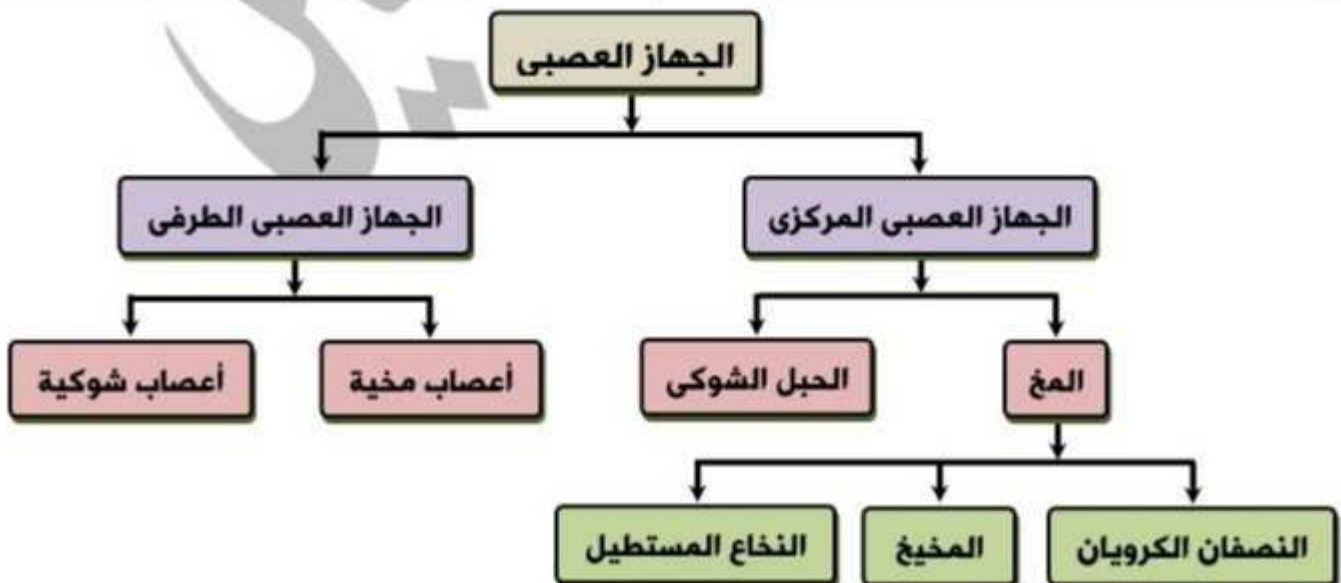 الجهاز العصبى
الجهاز العصبى المركزى
الجهاز العصبى الطرفى
المخ
الحبل الشوكى
أعصاب مخية
أعصاب شوكية
النصفان الكرويان
المخيخ
النخاع المستطيل